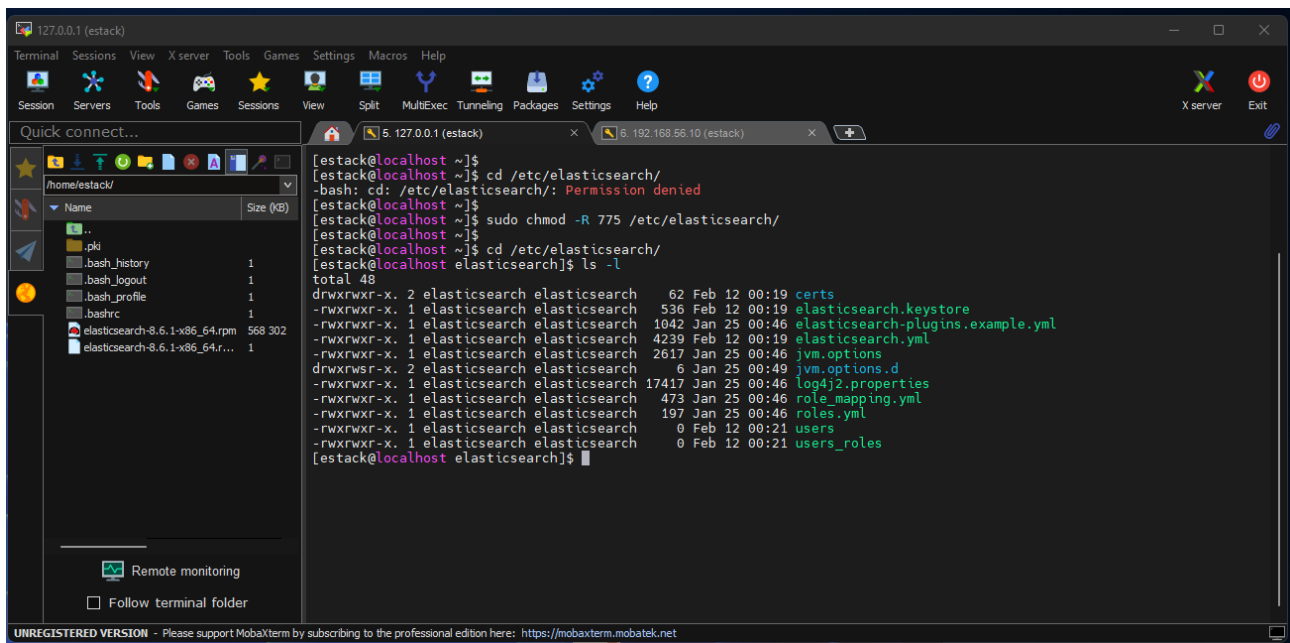 127.0.0.1 (estack)
Terminal Sessions View X server Tools Games Settings Macros Help
Session Servers Tools Games Sessions View Split MultiExec Tunneling Packages Settings Help X server Exit
Quick connect...
5. 127.0.0.1 (estack)
6. 192.168.56.10 (estack)
/home/estack/
Name Size (KB)
..
.pki
.bash_history 1
.bash_logout 1
.bash_profile 1
.bashrc 1
elasticsearch-8.6.1-x86_64.rpm 568 302
elasticsearch-8.6.1-x86_64.r... 1
Remote monitoring
Follow terminal folder
[estack@localhost ~]$
[estack@localhost ~]$ cd /etc/elasticsearch/
-bash: cd: /etc/elasticsearch/: Permission denied
[estack@localhost ~]$
[estack@localhost ~]$ sudo chmod -R 775 /etc/elasticsearch/
[estack@localhost ~]$
[estack@localhost ~]$ cd /etc/elasticsearch/
[estack@localhost elasticsearch]$ ls -l
total 48
drwxrwxr-x. 2 elasticsearch elasticsearch    62 Feb 12 00:19 certs
-rwxrwxr-x. 1 elasticsearch elasticsearch   536 Feb 12 00:19 elasticsearch.keystore
-rwxrwxr-x. 1 elasticsearch elasticsearch  1042 Jan 25 00:46 elasticsearch-plugins.example.yml
-rwxrwxr-x. 1 elasticsearch elasticsearch  4239 Feb 12 00:19 elasticsearch.yml
-rwxrwxr-x. 1 elasticsearch elasticsearch  2617 Jan 25 00:46 jvm.options
drwxrwsr-x. 2 elasticsearch elasticsearch     6 Jan 25 00:49 jvm.options.d
-rwxrwxr-x. 1 elasticsearch elasticsearch 17417 Jan 25 00:46 log4j2.properties
-rwxrwxr-x. 1 elasticsearch elasticsearch   473 Jan 25 00:46 role_mapping.yml
-rwxrwxr-x. 1 elasticsearch elasticsearch   197 Jan 25 00:46 roles.yml
-rwxrwxr-x. 1 elasticsearch elasticsearch     0 Feb 12 00:21 users
-rwxrwxr-x. 1 elasticsearch elasticsearch     0 Feb 12 00:21 users_roles
[estack@localhost elasticsearch]$
UNREGISTERED VERSION - Please support MobaXterm by subscribing to the professional edition here: https://mobaxterm.mobatek.net